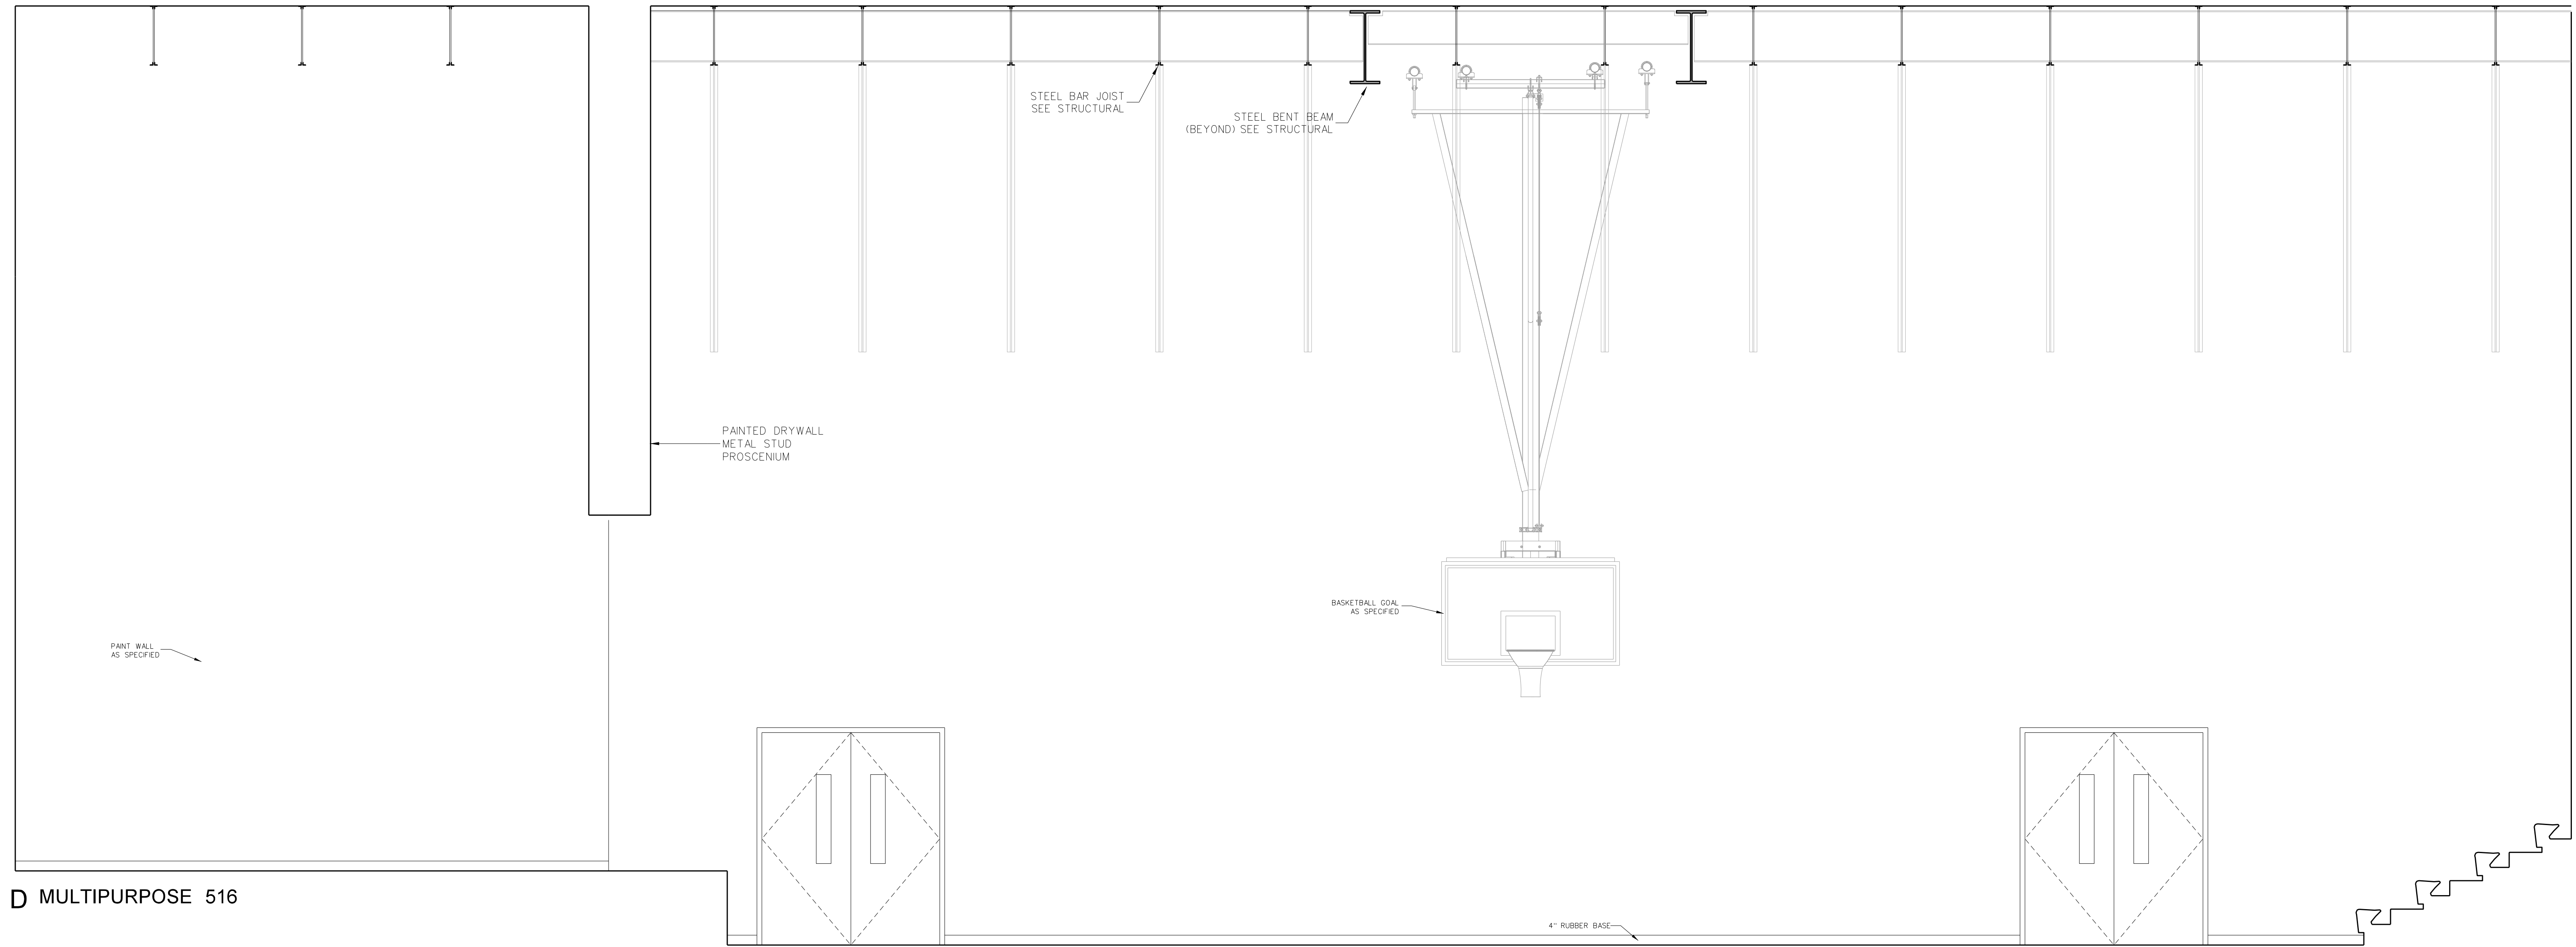 STEEL BAR JOIST
SEE STRUCTURAL
STEEL BENT BEAM
(BEYOND) SEE STRUCTURAL
PAINTED DRYWALL
METAL STUD
PROSCENIUM
BASKETBALL GOAL
AS SPECIFIED
PAINT WALL
AS SPECIFIED
D MULTIPURPOSE 516
4" RUBBER BASE